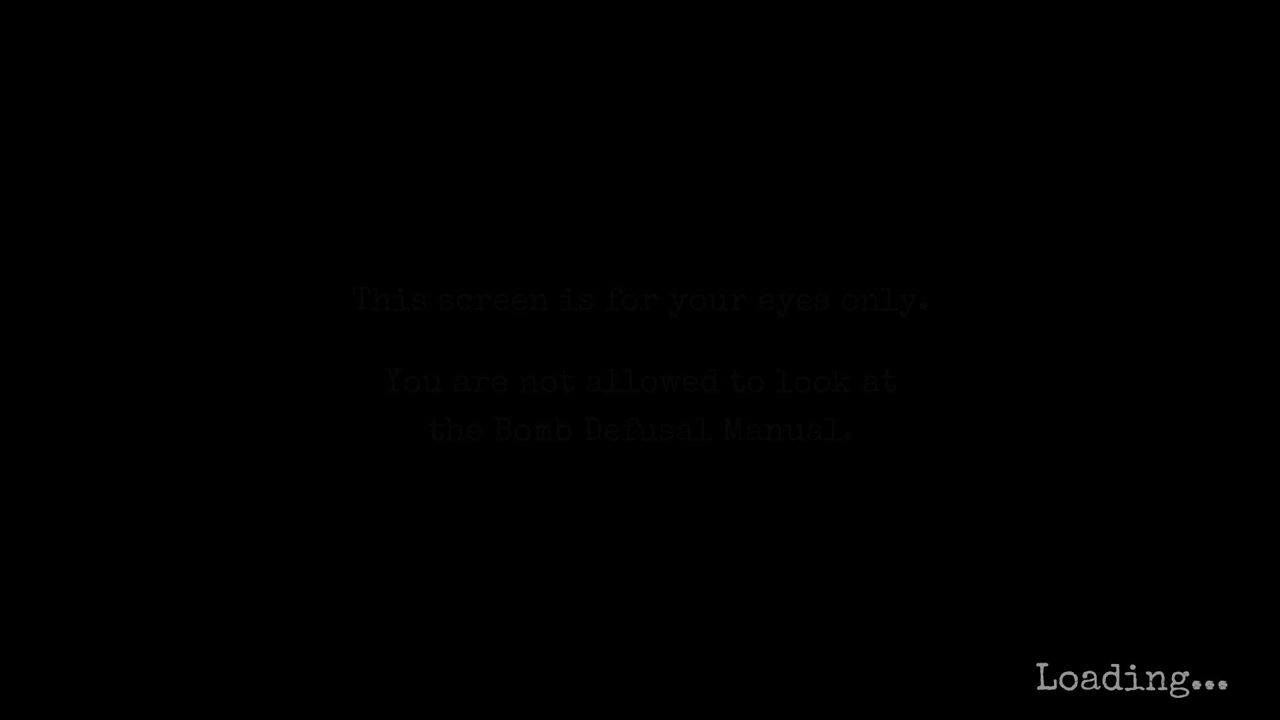 This screen is for your eyes only.
You are not allowed to look at
the Bomb Defusal Manual.
Loading...